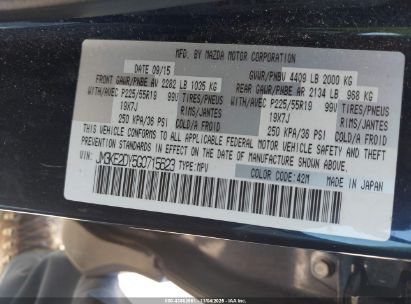 MFD. BY MAZDA MOTOR CORPORATION
DATE 09/15 GVWR/PNBV 4409 LB 2000 KG
FRONT GAWR/PNBE AV 2282 LB 1035 KG REAR GAWR/PNBE AR 2134 LB 968 KG
WITH/AVEC P225/55R19 99V TIRES/PNEUS WITH/AVEC P225/55R19 99V TIRES/PNEUS
19X7J RIMS/JANTES 19X7J RIMS/JANTES
250 KPA/36 PSI COLD/A FROID 250 KPA/36 PSI COLD/A FROID
THIS VEHICLE CONFORMS TO ALL APPLICABLE FEDERAL MOTOR VEHICLE SAFETY AND THEFT
PREVENTION STANDARDS IN EFFECT ON THE DATE OF MANUFACTURE SHOWN ABOVE.
JM3KE2DY5G0715623 TYPE:MPV
COLOR CODE: 42M MADE IN JAPAN